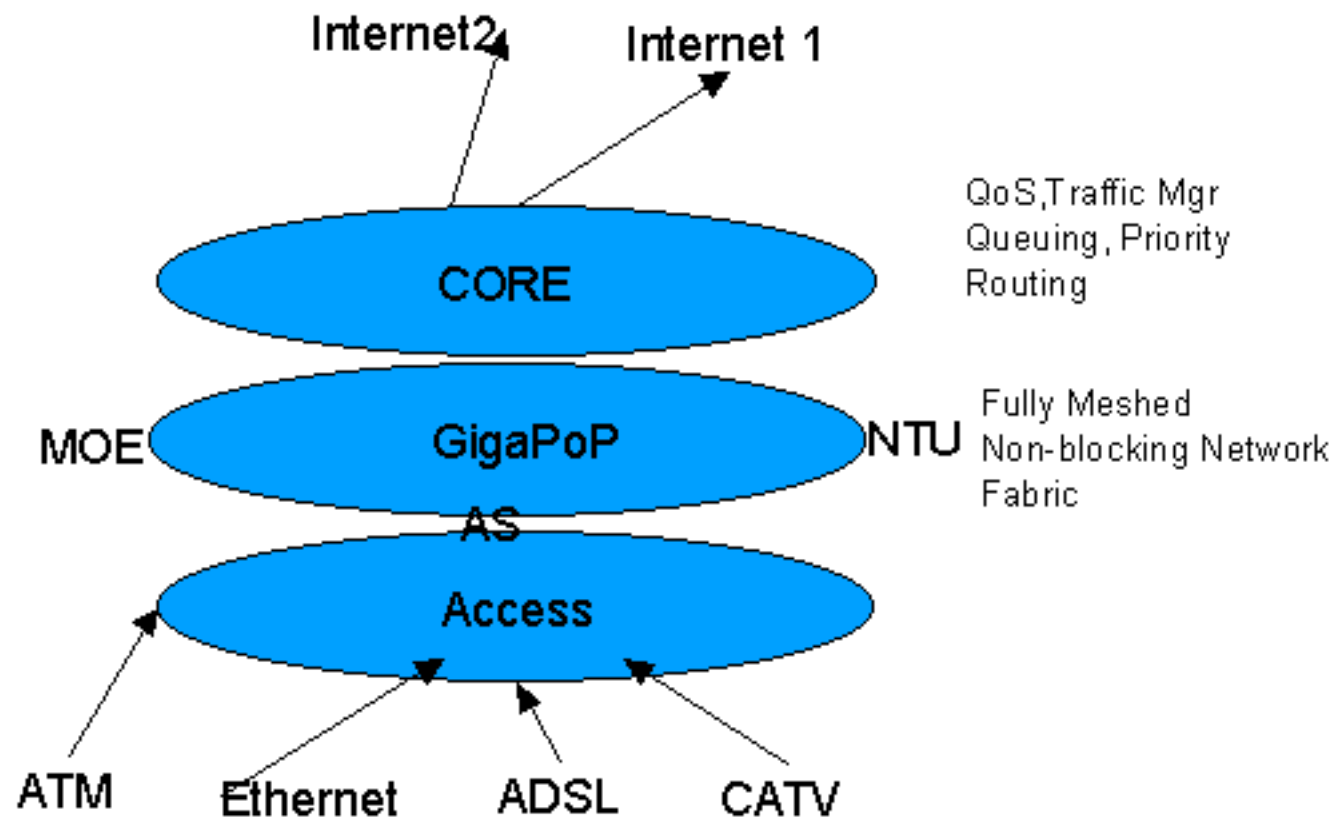 Internet2
Internet 1
QoS,Traffic Mgr
Queuing, Priority
Routing
CORE
MOE
GigaPoP
NTU
Fully Meshed
Non-blocking Network
Fabric
AS
Access
ATM
Ethernet
ADSL
CATV